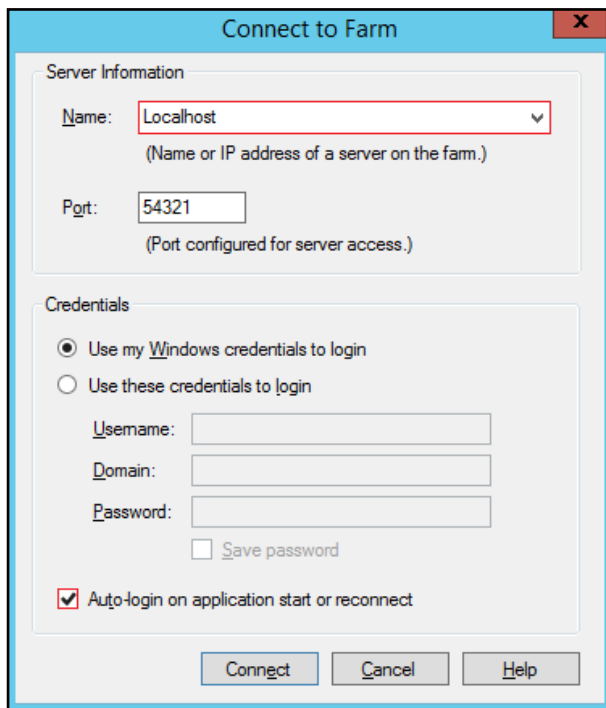 Connect to Farm
X
Server Information
Name: Localhost
(Name or IP address of a server on the farm.)
Port: 54321
(Port configured for server access.)
Credentials
Use my Windows credentials to login
Use these credentials to login
Username:
Domain:
Password:
Save password
Auto-login on application start or reconnect
Connect Cancel Help